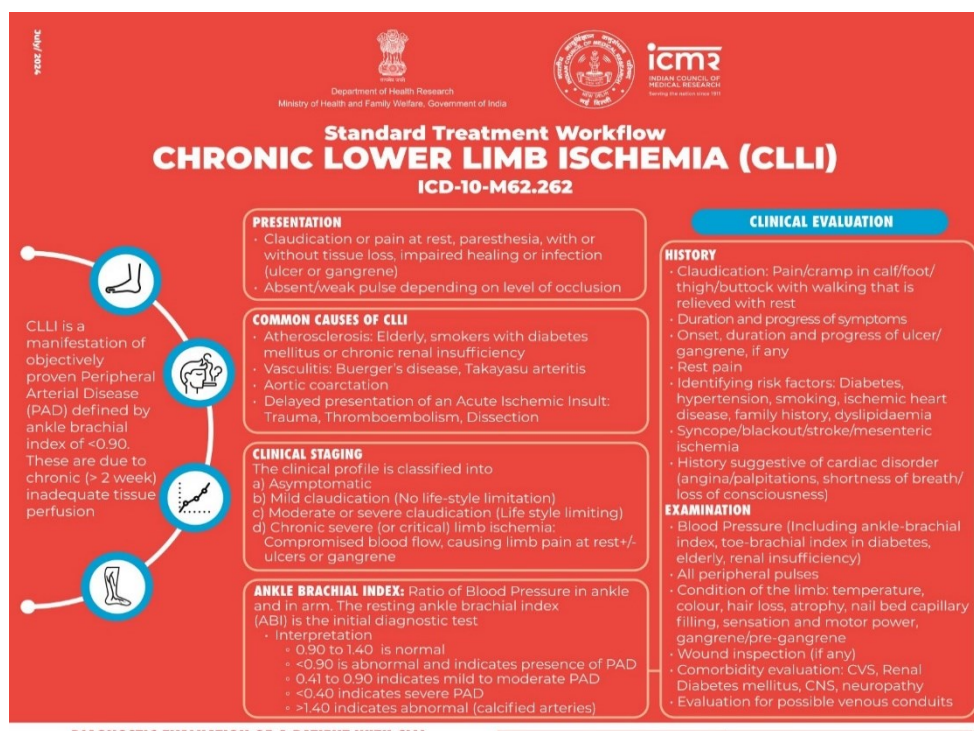 July/ 2024
Department of Health Research
Ministry of Health and Family Welfare, Government of India
icmr
INDIAN COUNCIL OF
MEDICAL RESEARCH
Serving the nation since 1911
Standard Treatment Workflow
CHRONIC LOWER LIMB ISCHEMIA (CLLI)
ICD-10-M62.262
CLLI is a
manifestation of
objectively
proven Peripheral
Arterial Disease
(PAD) defined by
ankle brachial
index of <0.90.
These are due to
chronic (> 2 week)
inadequate tissue
perfusion
PRESENTATION
• Claudication or pain at rest, paresthesia, with or
without tissue loss, impaired healing or infection
(ulcer or gangrene)
• Absent/weak pulse depending on level of occlusion
COMMON CAUSES OF CLLI
• Atherosclerosis: Elderly, smokers with diabetes
mellitus or chronic renal insufficiency
• Vasculitis: Buerger's disease, Takayasu arteritis
• Aortic coarctation
• Delayed presentation of an Acute Ischemic Insult:
Trauma, Thromboembolism, Dissection
CLINICAL STAGING
The clinical profile is classified into
a) Asymptomatic
b) Mild claudication (No life-style limitation)
c) Moderate or severe claudication (Life style limiting)
d) Chronic severe (or critical) limb ischemia:
Compromised blood flow, causing limb pain at rest+/-
ulcers or gangrene
ANKLE BRACHIAL INDEX: Ratio of Blood Pressure in ankle
and in arm. The resting ankle brachial index
(ABI) is the initial diagnostic test
• Interpretation
▫ 0.90 to 1.40 is normal
▫ <0.90 is abnormal and indicates presence of PAD
▫ 0.41 to 0.90 indicates mild to moderate PAD
▫ <0.40 indicates severe PAD
▫ >1.40 indicates abnormal (calcified arteries)
CLINICAL EVALUATION
HISTORY
• Claudication: Pain/cramp in calf/foot/
thigh/buttock with walking that is
relieved with rest
• Duration and progress of symptoms
• Onset, duration and progress of ulcer/
gangrene, if any
• Rest pain
• Identifying risk factors: Diabetes,
hypertension, smoking, ischemic heart
disease, family history, dyslipidaemia
• Syncope/blackout/stroke/mesenteric
ischemia
• History suggestive of cardiac disorder
(angina/palpitations, shortness of breath/
loss of consciousness)
EXAMINATION
• Blood Pressure (Including ankle-brachial
index, toe-brachial index in diabetes,
elderly, renal insufficiency)
• All peripheral pulses
• Condition of the limb: temperature,
colour, hair loss, atrophy, nail bed capillary
filling, sensation and motor power,
gangrene/pre-gangrene
• Wound inspection (if any)
• Comorbidity evaluation: CVS, Renal
Diabetes mellitus, CNS, neuropathy
• Evaluation for possible venous conduits